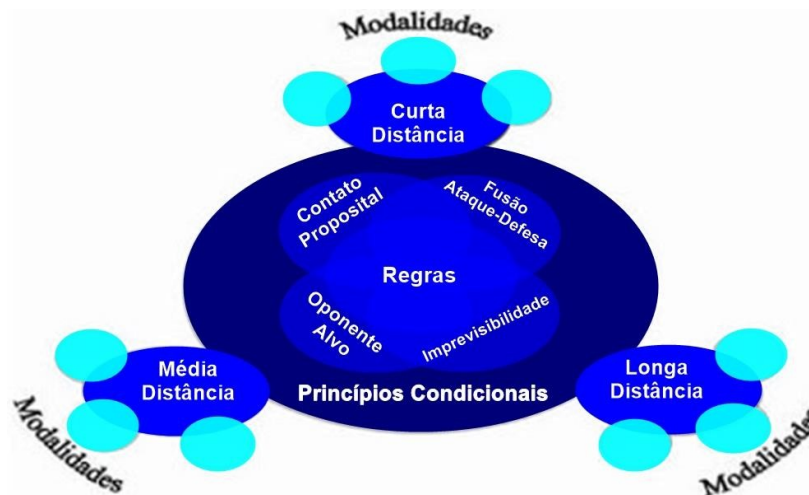 Modalidades
Curta
Distância
Contato
Proposital
Fusão
Ataque-Defesa
Regras
Oponente
Alvo
Imprevisibilidade
Média
Distância
Longa
Distância
Princípios Condicionais
Modalidades
Modalidades